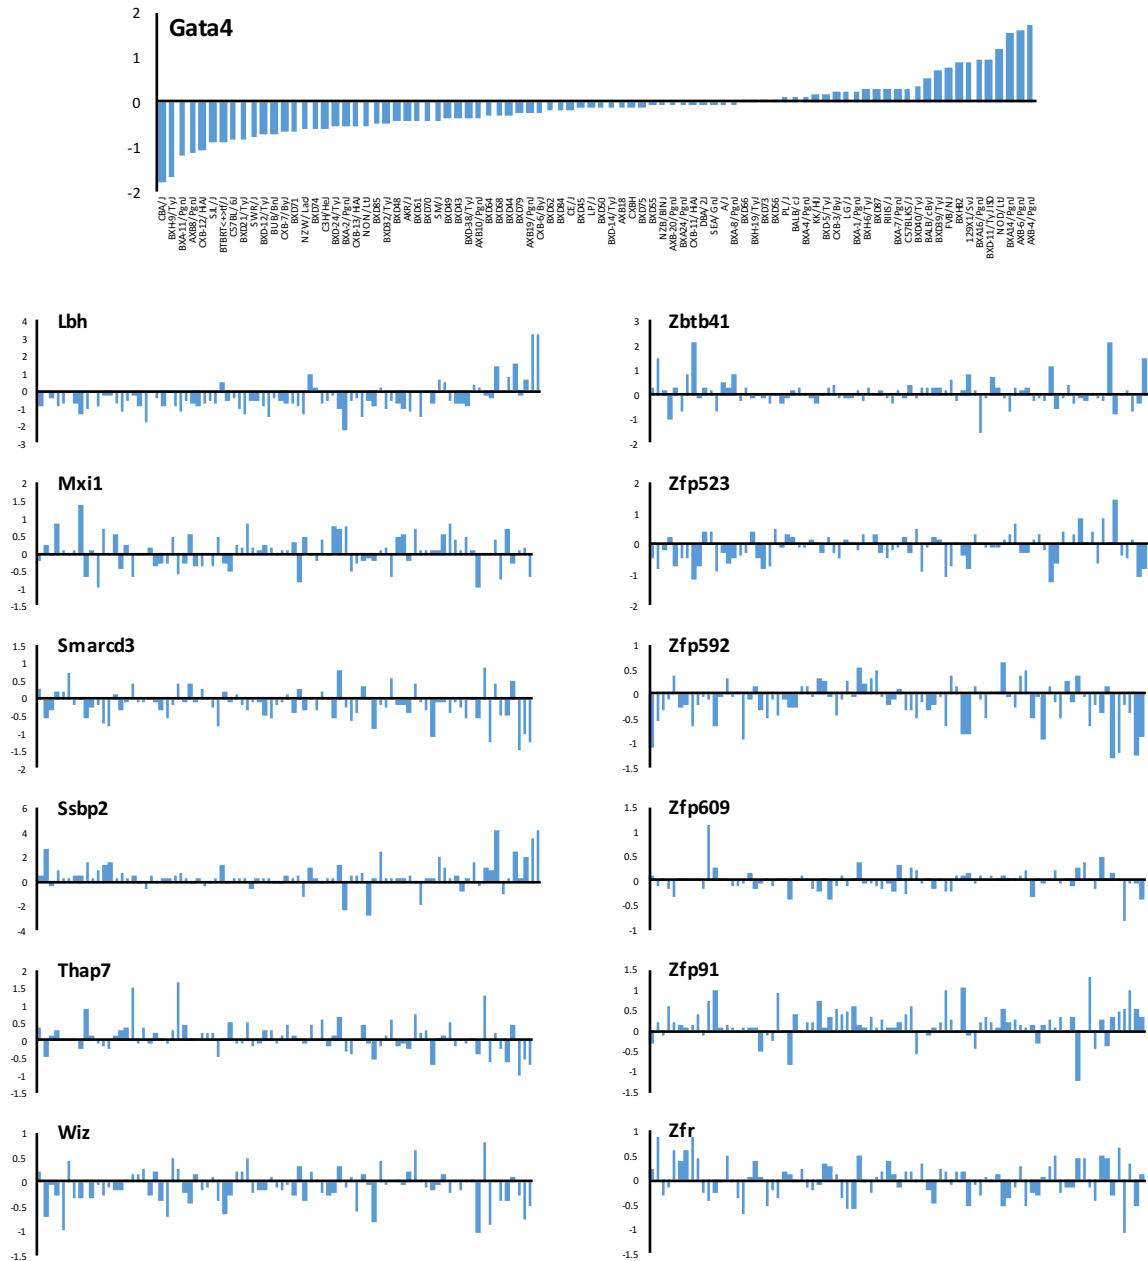 Gata4
2
1
0
-1
-2
CBA/J
BXH-9/TyJ
BXA-11/PgnJ
AXB8/PgnJ
CXB-12/HiAJ
SJL/J
BTBRT<+>tf/J
C57BL/6J
BXD21/TyJ
SWR/J
BXD-12/TyJ
BUB/BnJ
CXB-7/ByJ
BXD71
NZW/LacJ
BXD74
C3H/HeJ
BXD-24/TyJ
BXA-2/PgnJ
CXB-13/HiAJ
NON/LtJ
BXD85
BXD32/TyJ
BXD48
AKR/J
BXD61
BXD70
SM/J
BXD49
BXD43
BXD-38/TyJ
AXB10/PgnJ
BXD64
BXD68
BXD44
BXD79
AXB19/PgnJ
CXB-6/ByJ
BXD62
BXD84
CE/J
BXD45
LP/J
BXD50
BXD-14/TyJ
AXB18
CXBH
BXD75
BXD55
NZB/BlNJ
AXB-20/PgnJ
BXA24/PgnJ
CXB-11/HiAJ
DBA/2J
SEA/GnJ
A/J
BXA-8/PgnJ
BXD66
BXH-19/TyJ
BXD73
BXD56
PL/J
BALB/cJ
BXA-4/PgnJ
KK/HlJ
BXD-5/TyJ
CXB-3/ByJ
LG/J
BXA-1/PgnJ
BXH-6/TyJ
BXD87
RIIIS/J
BXA-7/PgnJ
C57BLKS/J
BXD40/TyJ
BALB/cByJ
BXD39/TyJ
FVB/NJ
BXHB2
129X1/SvJ
BXA16/PgnJ
NOD/LtJ
BXA14/PgnJ
AXB-6/PgnJ
AXB-4/PgnJ
Lbh
4
3
2
1
0
-1
-2
-3
Zbtb41
3
2
1
0
-1
-2
Mxi1
2
1.5
1
0.5
0
-0.5
-1
-1.5
Zfp523
2
1
0
-1
-2
Smarcd3
1.5
1
0.5
0
-0.5
-1
-1.5
-2
Zfp592
1
0.5
0
-0.5
-1
-1.5
Ssbp2
6
4
2
0
-2
-4
Zfp609
1.5
1
0.5
0
-0.5
-1
Thap7
2
1.5
1
0.5
0
-0.5
-1
-1.5
Zfp91
1.5
1
0.5
0
-0.5
-1
-1.5
Wiz
1
0.5
0
-0.5
-1
-1.5
Zfr
1
0.5
0
-0.5
-1
-1.5